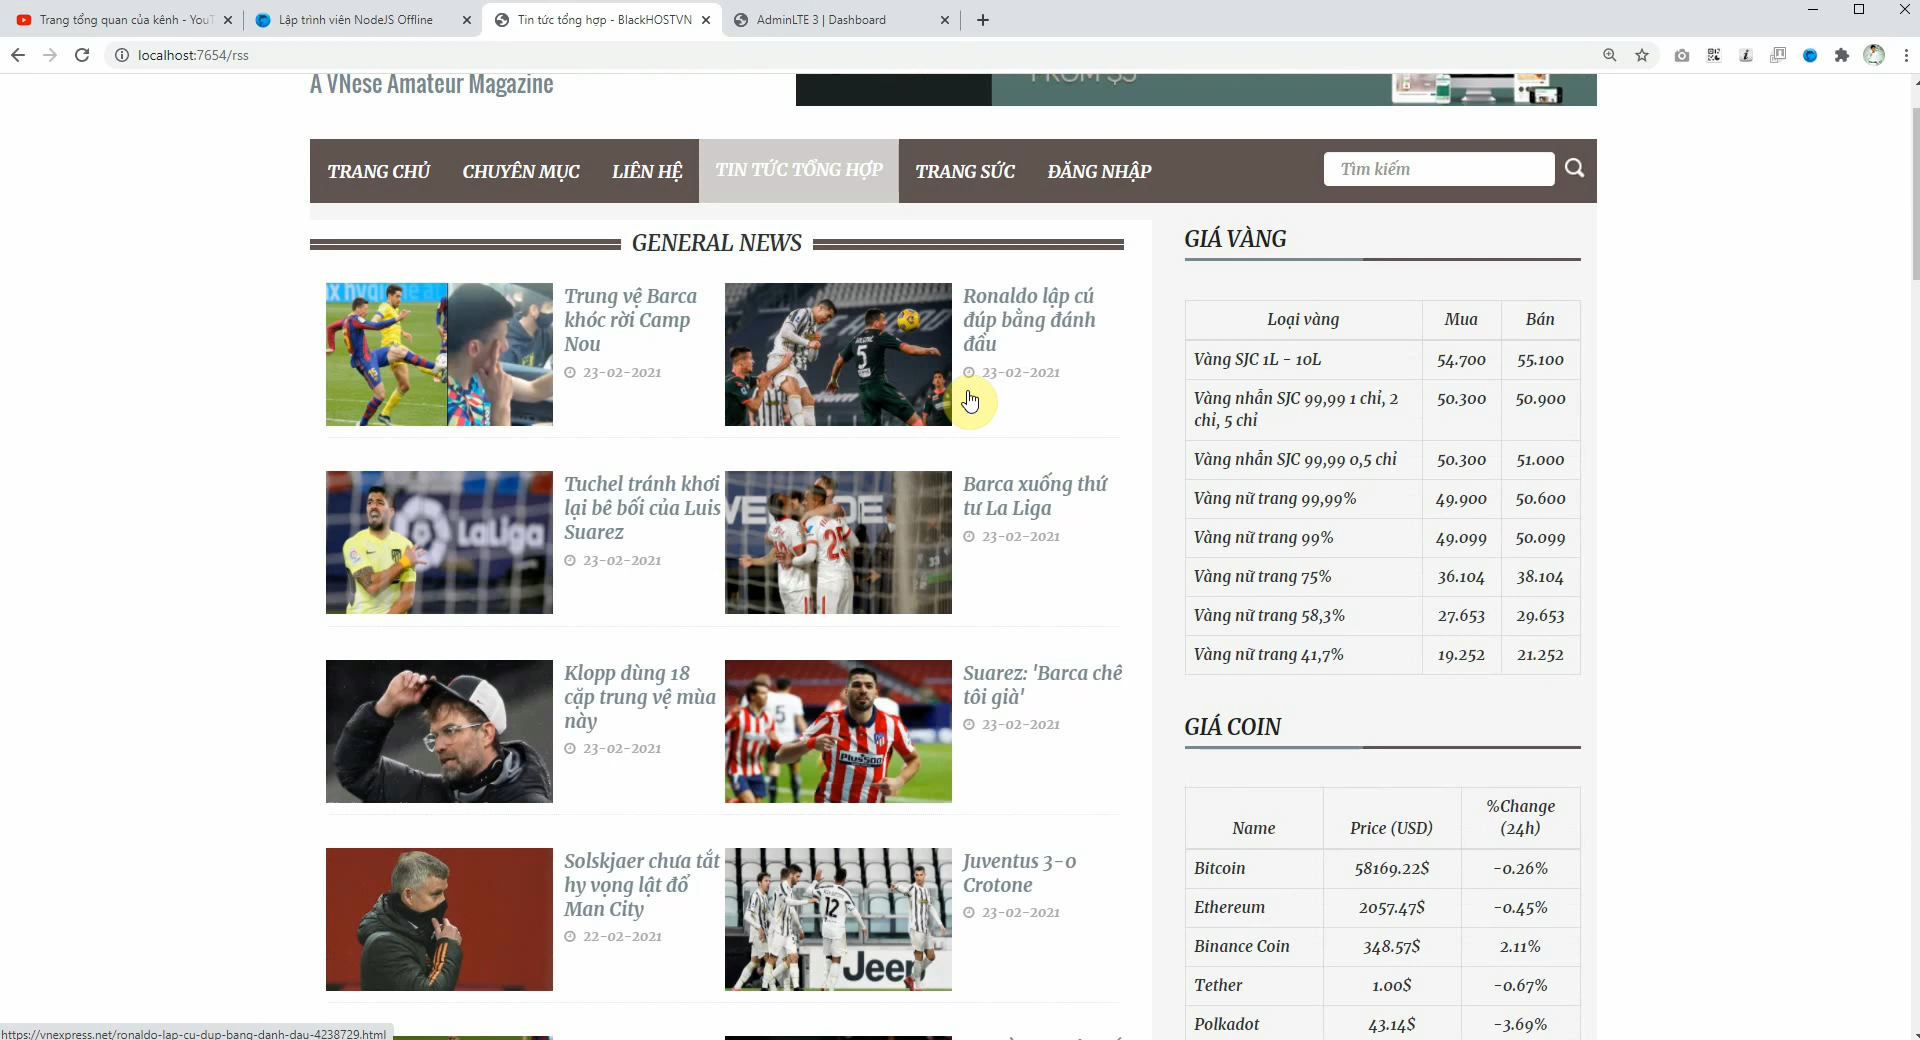 Trang tổng quan của kênh - YouT
Lập trình viên NodeJS Offline
Tin tức tổng hợp - BlackHOSTVN
AdminLTE 3 | Dashboard
localhost:7654/rss
A VNese Amateur Magazine
FROM $5
TRANG CHỦ
CHUYÊN MỤC
LIÊN HỆ
TIN TỨC TỔNG HỢP
TRANG SỨC
ĐĂNG NHẬP
Tìm kiếm
GENERAL NEWS
Trung vệ Barca
khóc rời Camp
Nou
23-02-2021
Ronaldo lập cú
đúp bằng đánh
đầu
23-02-2021
Tuchel tránh khơi
lại bê bối của Luis
Suarez
23-02-2021
Barca xuống thứ
tư La Liga
23-02-2021
Klopp dùng 18
cặp trung vệ mùa
này
23-02-2021
Suarez: 'Barca chê
tôi già'
23-02-2021
Solskjaer chưa tắt
hy vọng lật đổ
Man City
22-02-2021
Juventus 3-0
Crotone
23-02-2021
5
LaLiga
25
33
5
Plus500
12
Jeep
GIÁ VÀNG
Loại vàng Mua Bán
Vàng SJC 1L - 10L 54.700 55.100
Vàng nhẫn SJC 99,99 1 chỉ, 2 50.300 50.900
chỉ, 5 chỉ
Vàng nhẫn SJC 99,99 0,5 chỉ 50.300 51.000
Vàng nữ trang 99,99% 49.900 50.600
Vàng nữ trang 99% 49.099 50.099
Vàng nữ trang 75% 36.104 38.104
Vàng nữ trang 58,3% 27.653 29.653
Vàng nữ trang 41,7% 19.252 21.252
GIÁ COIN
Name Price (USD) %Change
(24h)
Bitcoin 58169.22$ -0.26%
Ethereum 2057.47$ -0.45%
Binance Coin 348.57$ 2.11%
Tether 1.00$ -0.67%
Polkadot 43.14$ -3.69%
https://vnexpress.net/ronaldo-lap-cu-dup-bang-danh-dau-4238729.html